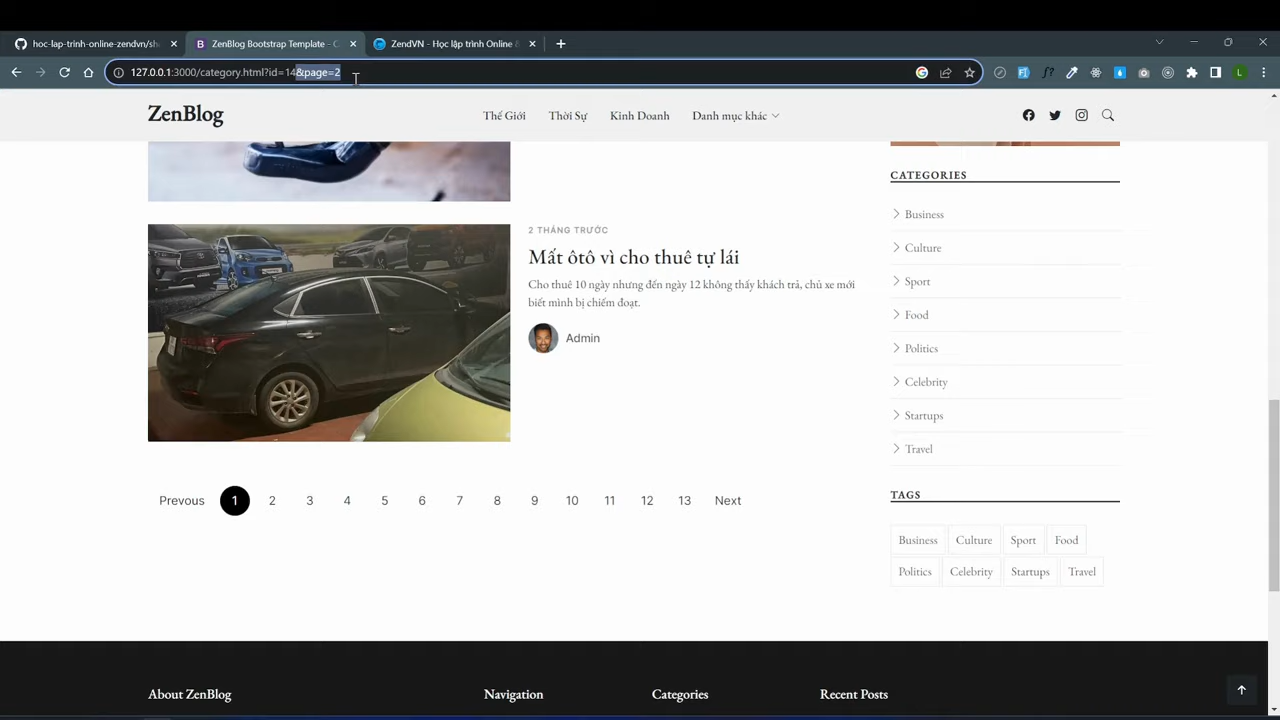 hoc-lap-trinh-online-zendvn/sh
ZenBlog Bootstrap Template - C
ZendVN - Học lập trình Online &
127.0.0.1:3000/category.html?id=14&page=2
L
ZenBlog
Thế Giới
Thời Sự
Kinh Doanh
Danh mục khác
2 THÁNG TRƯỚC
Mất ôtô vì cho thuê tự lái
Cho thuê 10 ngày nhưng đến ngày 12 không thấy khách trả, chủ xe mới
biết mình bị chiếm đoạt.
Admin
Prevous 1 2 3 4 5 6 7 8 9 10 11 12 13 Next
CATEGORIES
Business
Culture
Sport
Food
Politics
Celebrity
Startups
Travel
TAGS
Business Culture Sport Food
Politics Celebrity Startups Travel
About ZenBlog
Navigation
Categories
Recent Posts